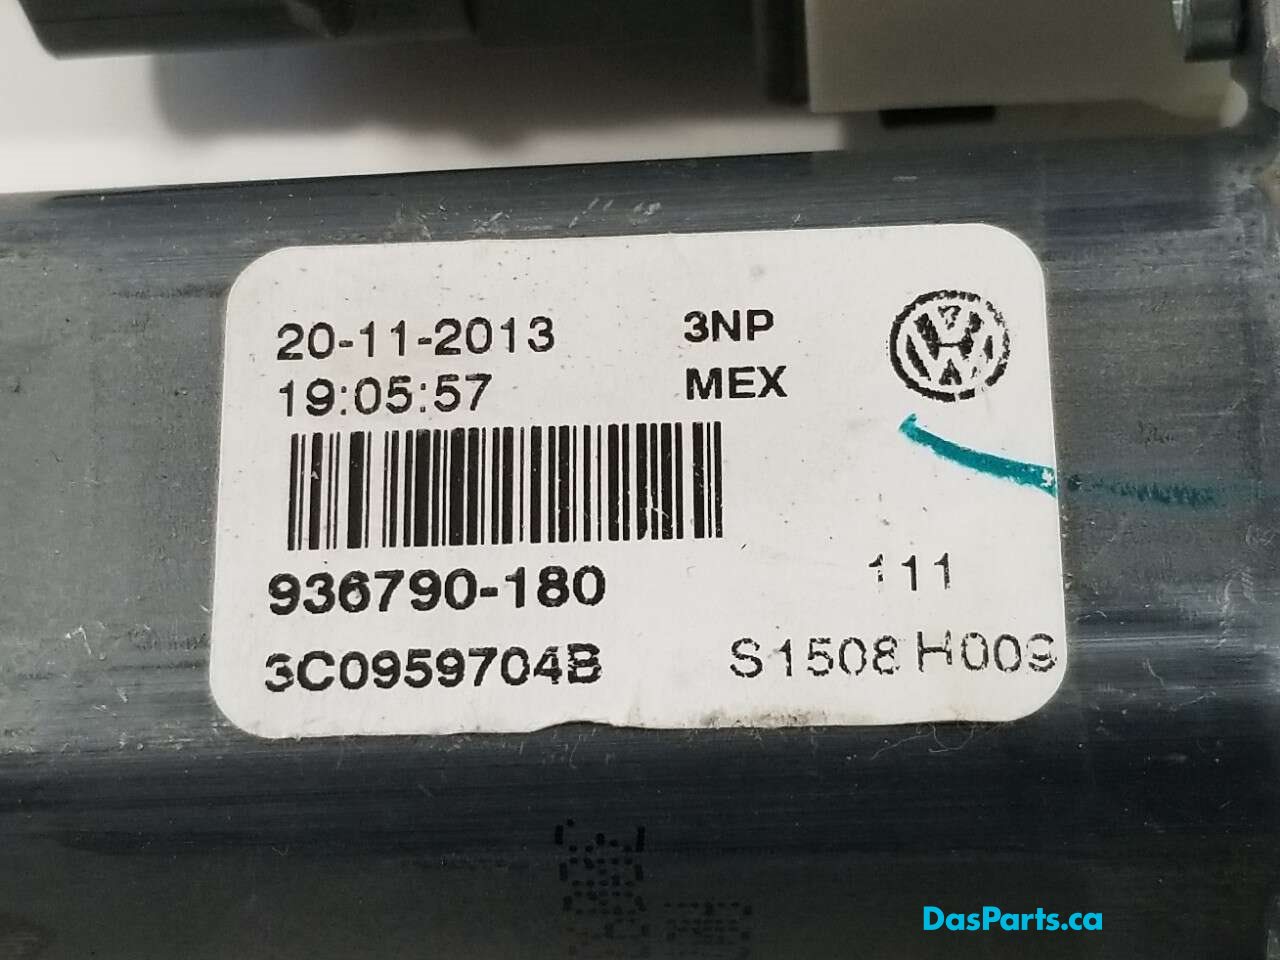 20-11-2013 3NP
19:05:57 MEX
936790-180
111
3C0959704B S1508 H009
DasParts.ca